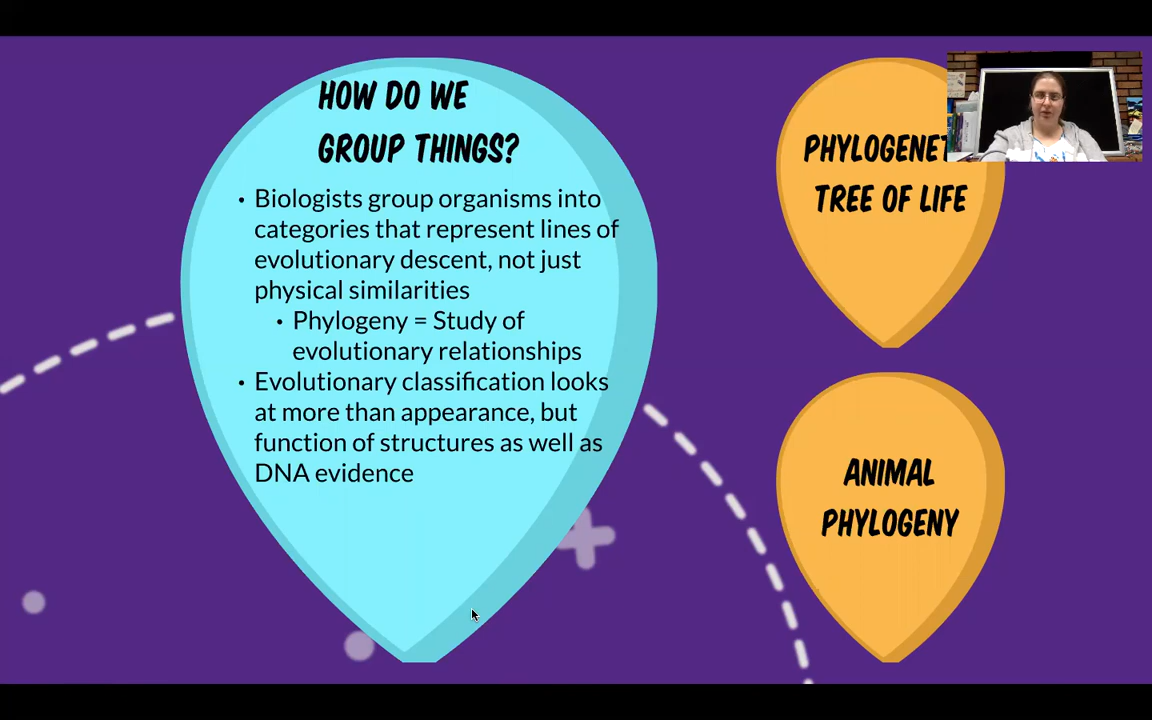 HOW DO WE
GROUP THINGS?
• Biologists group organisms into
categories that represent lines of
evolutionary descent, not just
physical similarities
• Phylogeny = Study of
evolutionary relationships
• Evolutionary classification looks
at more than appearance, but
function of structures as well as
DNA evidence
TREE OF LIFE
ANIMAL
PHYLOGENY